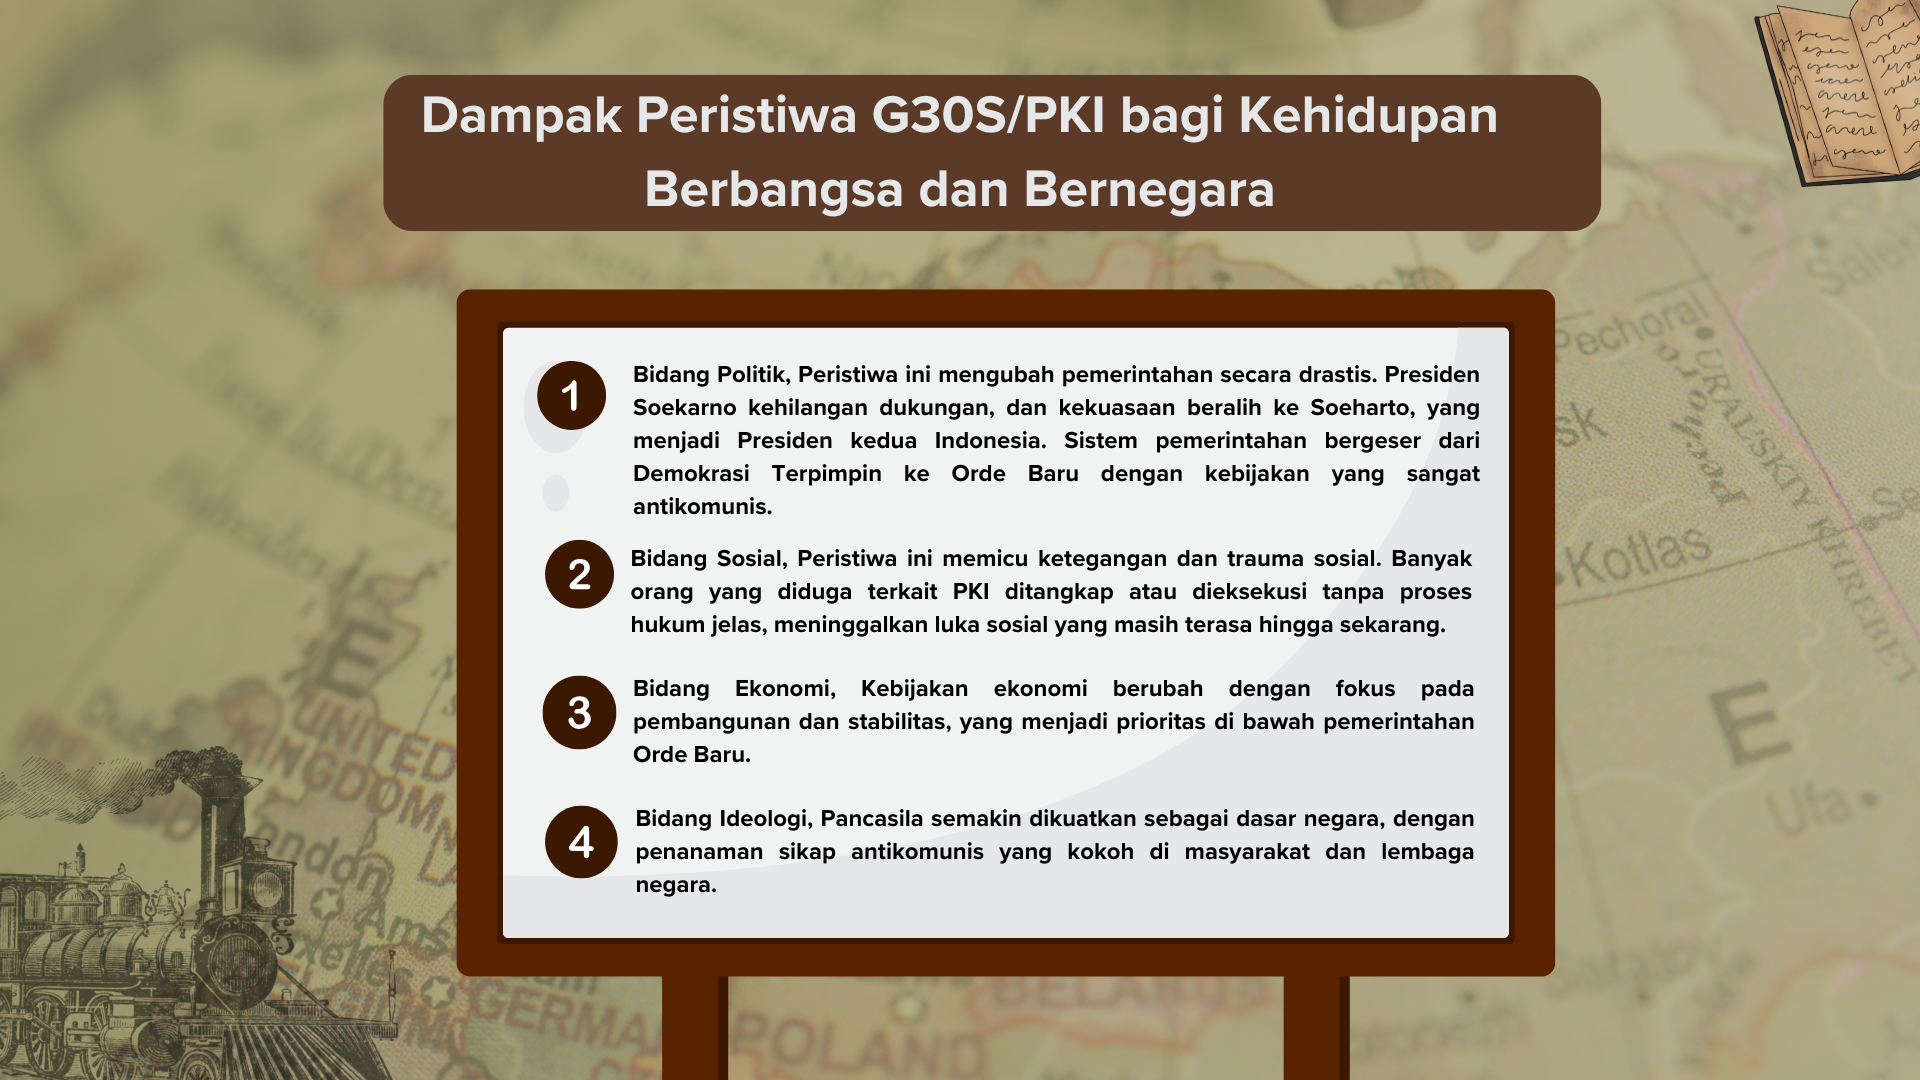 Dampak Peristiwa G30S/PKI bagi Kehidupan
Berbangsa dan Bernegara
1
Bidang Politik, Peristiwa ini mengubah pemerintahan secara drastis. Presiden
Soekarno kehilangan dukungan, dan kekuasaan beralih ke Soeharto, yang
menjadi Presiden kedua Indonesia. Sistem pemerintahan bergeser dari
Demokrasi Terpimpin ke Orde Baru dengan kebijakan yang sangat
antikomunis.
2
Bidang Sosial, Peristiwa ini memicu ketegangan dan trauma sosial. Banyak
orang yang diduga terkait PKI ditangkap atau dieksekusi tanpa proses
hukum jelas, meninggalkan luka sosial yang masih terasa hingga sekarang.
3
Bidang Ekonomi, Kebijakan ekonomi berubah dengan fokus pada
pembangunan dan stabilitas, yang menjadi prioritas di bawah pemerintahan
Orde Baru.
4
Bidang Ideologi, Pancasila semakin dikuatkan sebagai dasar negara, dengan
penanaman sikap antikomunis yang kokoh di masyarakat dan lembaga
negara.
Kotlas
Ufa
E
E
UNITED
POLAND
BELARUS